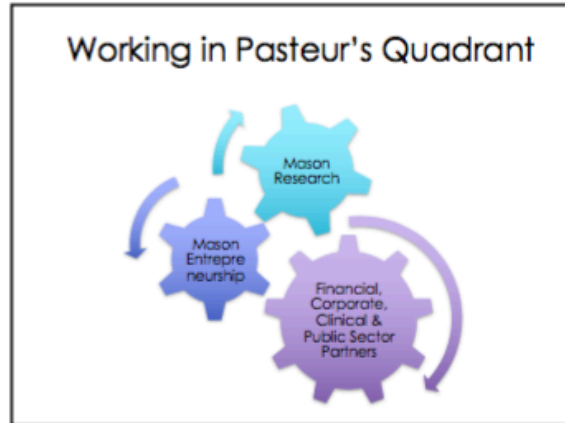 Working in Pasteur's Quadrant
Mason
Research
Mason
Entrepre
neurship
Financial,
Corporate,
Clinical &
Public Sector
Partners